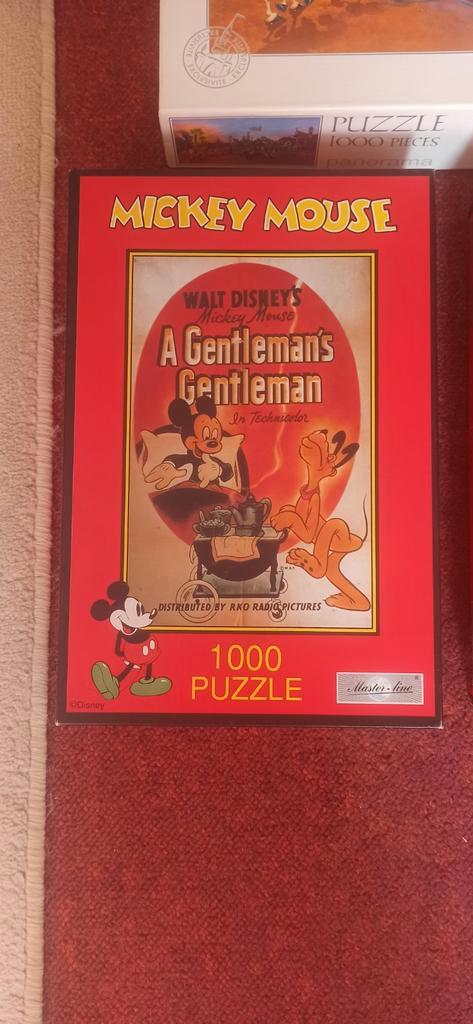 EXCLUSIVITE
PUZZLE
1000 PIECES
panorama
MICKEY MOUSE
WALT DISNEY'S
Mickey Mouse
A Gentleman's
Gentleman
In Technicolor
DISTRIBUTED BY RKO RADIO PICTURES
1000
PUZZLE
Master-line
©Disney